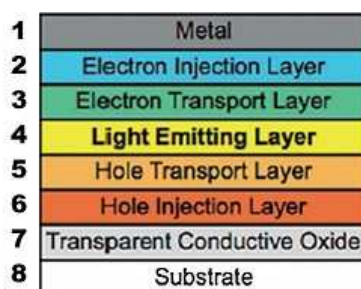 1 Metal
2 Electron Injection Layer
3 Electron Transport Layer
4 Light Emitting Layer
5 Hole Transport Layer
6 Hole Injection Layer
7 Transparent Conductive Oxide
8 Substrate